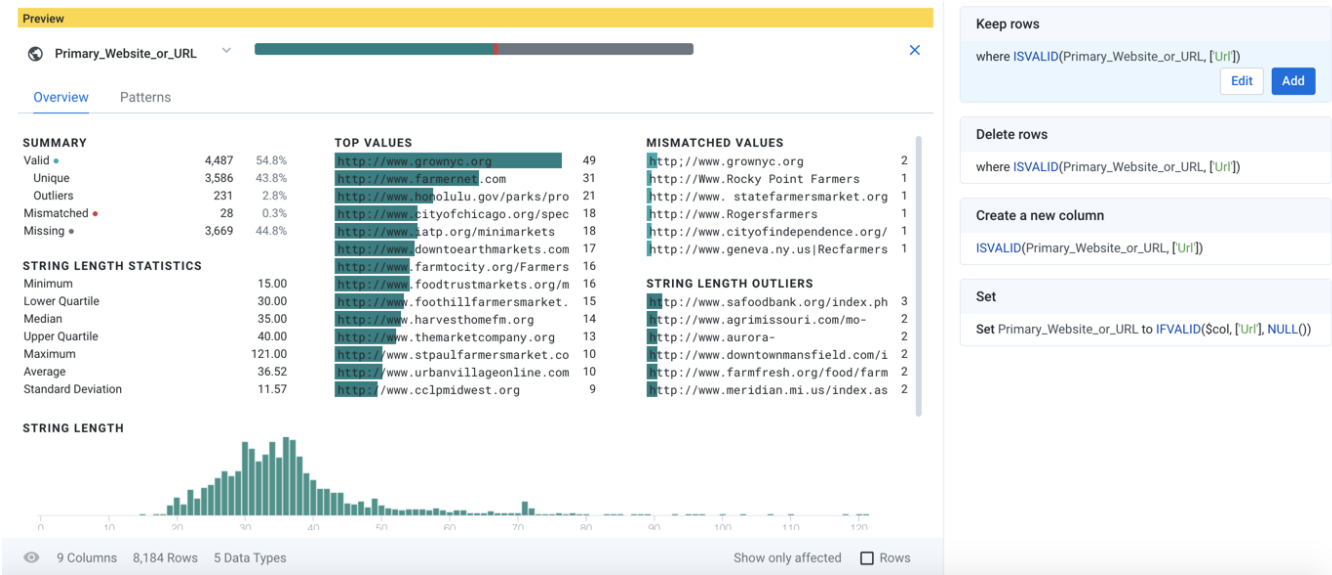 Preview
Primary_Website_or_URL
Overview Patterns
SUMMARY
Valid 4,487 54.8%
Unique 3,586 43.8%
Outliers 231 2.8%
Mismatched 28 0.3%
Missing 3,669 44.8%
STRING LENGTH STATISTICS
Minimum 15.00
Lower Quartile 30.00
Median 35.00
Upper Quartile 40.00
Maximum 121.00
Average 36.52
Standard Deviation 11.57
TOP VALUES
http://www.grownyc.org 49
http://www.farmernet.com 31
http://www.honolulu.gov/parks/pro 21
http://www.cityofchicago.org/spec 18
http://www.iatp.org/minimarkets 18
http://www.downtoearthmarkets.com 17
http://www.farmtocity.org/Farmers 16
http://www.foodtrustmarkets.org/m 16
http://www.foothillfarmersmarket. 15
http://www.harvesthomefm.org 14
http://www.themarketcompany.org 13
http://www.stpaulfarmersmarket.co 10
http://www.urbanvillageonline.com 10
http://www.cclpmidwest.org 9
MISMATCHED VALUES
http;//www.grownyc.org 2
http://Www.Rocky Point Farmers 1
http://www. statefarmersmarket.org 1
http://www.Rogersfarmers 1
http://www.cityofindependence.org/ 1
http://www.geneva.ny.us|Recfarmers 1
STRING LENGTH OUTLIERS
http://www.safoodbank.org/index.ph 3
http://www.agrimissouri.com/mo- 2
http://www.aurora- 2
http://www.downtownmansfield.com/i 2
http://www.farmfresh.org/food/farm 2
http://www.meridian.mi.us/index.as 2
STRING LENGTH
0 10 20 30 40 50 60 70 80 90 100 110 120
9 Columns 8,184 Rows 5 Data Types Show only affected Rows
Keep rows
where ISVALID(Primary_Website_or_URL, ['Url'])
Edit Add
Delete rows
where ISVALID(Primary_Website_or_URL, ['Url'])
Create a new column
ISVALID(Primary_Website_or_URL, ['Url'])
Set
Set Primary_Website_or_URL to IFVALID($col, ['Url'], NULL())